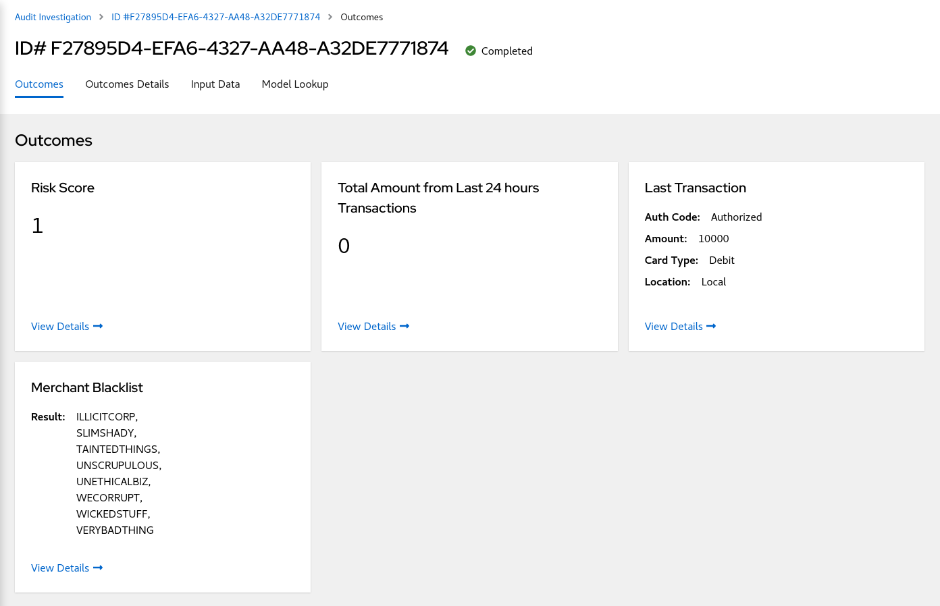 Audit Investigation > ID #F27895D4-EFA6-4327-AA48-A32DE7771874 > Outcomes
ID# F27895D4-EFA6-4327-AA48-A32DE7771874 Completed
Outcomes Outcomes Details Input Data Model Lookup
Outcomes
Risk Score
1
View Details →
Total Amount from Last 24 hours
Transactions
0
View Details →
Last Transaction
Auth Code: Authorized
Amount: 10000
Card Type: Debit
Location: Local
View Details →
Merchant Blacklist
Result: ILLICITCORP,
SLIMSHADY,
TAINTEDTHINGS,
UNSCRUPULOUS,
UNETHICALBIZ,
WECORRUPT,
WICKEDSTUFF,
VERYBADTHING
View Details →